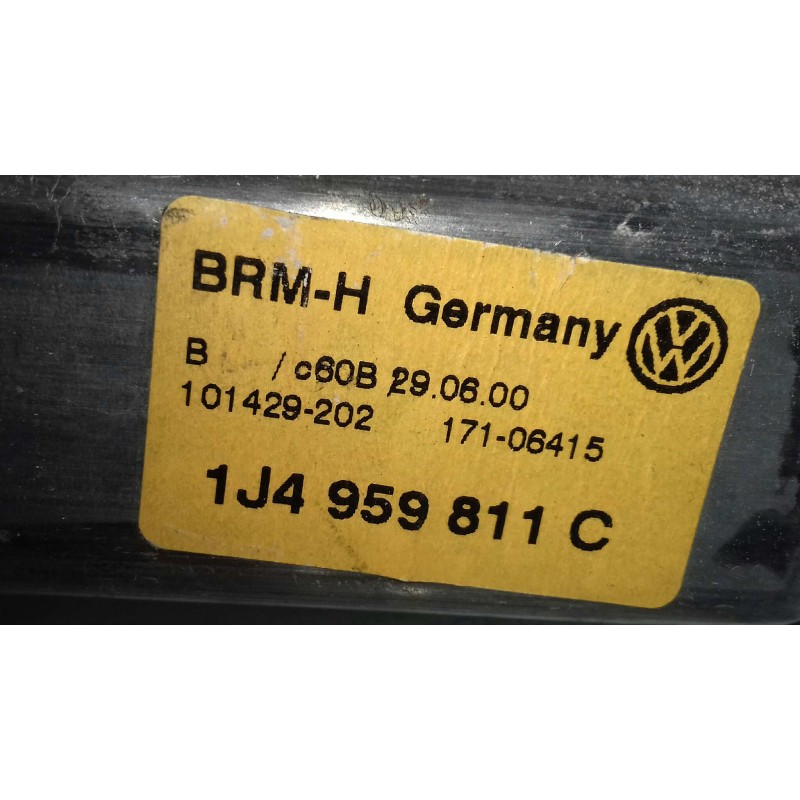 BRM-H Germany
B /c60B/29.06.00
101429-202 171-06415
1J4 959 811 C